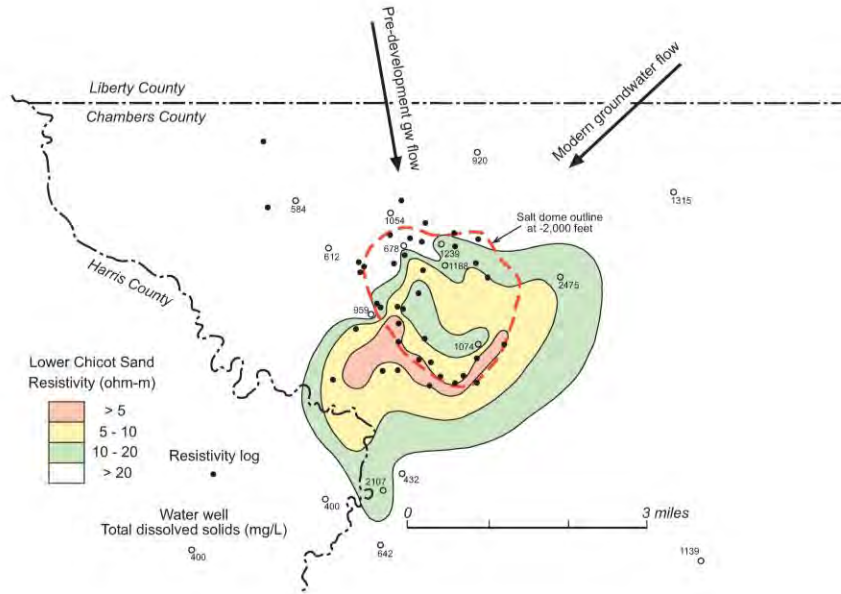 Pre-development gw flow
Modern groundwater flow
Liberty County
Chambers County
920
584
1315
1054
Salt dome outline
at -2,000 feet
612
678
1239
1188
2475
Harris County
959
1074
Lower Chicot Sand
Resistivity (ohm-m)
> 5
5 - 10
10 - 20
> 20
Resistivity log
2107
432
400
Water well
Total dissolved solids (mg/L)
0
3 miles
400
642
1139